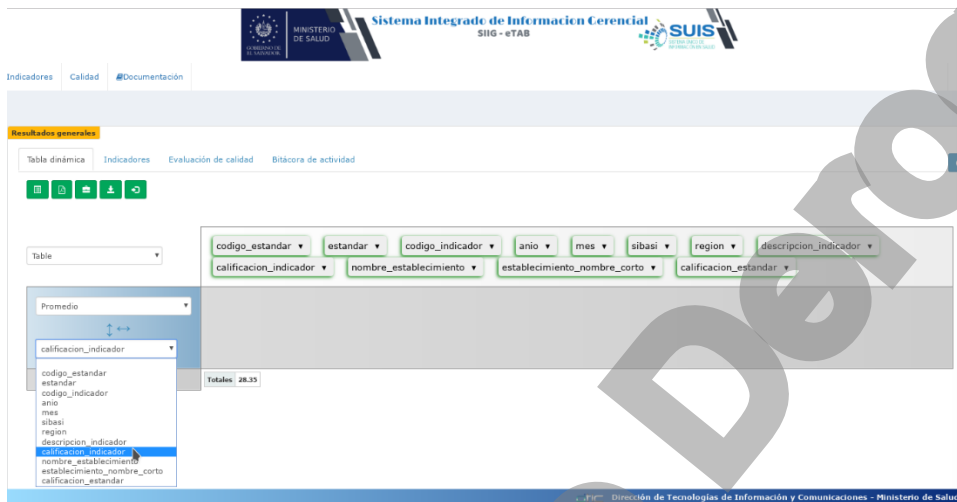 Sistema Integrado de Informacion Gerencial
SIIG - eTAB
GOBIERNO DE
EL SALVADOR
MINISTERIO
DE SALUD
SUIS
Indicadores Calidad Documentación
Resultados generales
Tabla dinámica Indicadores Evaluación de calidad Bitácora de actividad
Table
codigo_estandar ▾ estandar ▾ codigo_indicador ▾ anio ▾ mes ▾ sibasi ▾ region ▾ descripcion_indicador ▾
calificacion_indicador ▾ nombre_establecimiento ▾ establecimiento_nombre_corto ▾ calificacion_estandar ▾
Promedio
↕ ↔
calificacion_indicador
Totales 28.35
codigo_estandar
estandar
codigo_indicador
anio
mes
sibasi
region
descripcion_indicador
calificacion_indicador
nombre_establecimiento
establecimiento_nombre_corto
calificacion_estandar
Dirección de Tecnologías de Información y Comunicaciones - Ministerio de Salud